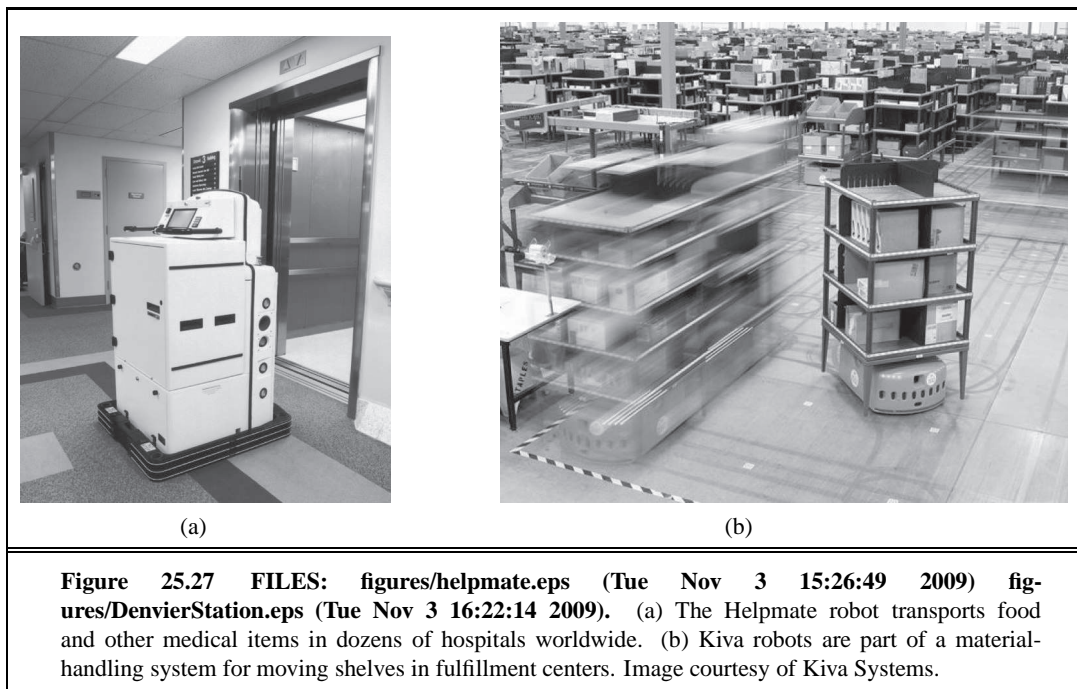 3
STAPLES
(a)
(b)
Figure 25.27 FILES: figures/helpmate.eps (Tue Nov 3 15:26:49 2009) fig-
ures/DenvierStation.eps (Tue Nov 3 16:22:14 2009). (a) The Helpmate robot transports food
and other medical items in dozens of hospitals worldwide. (b) Kiva robots are part of a material-
handling system for moving shelves in fulfillment centers. Image courtesy of Kiva Systems.